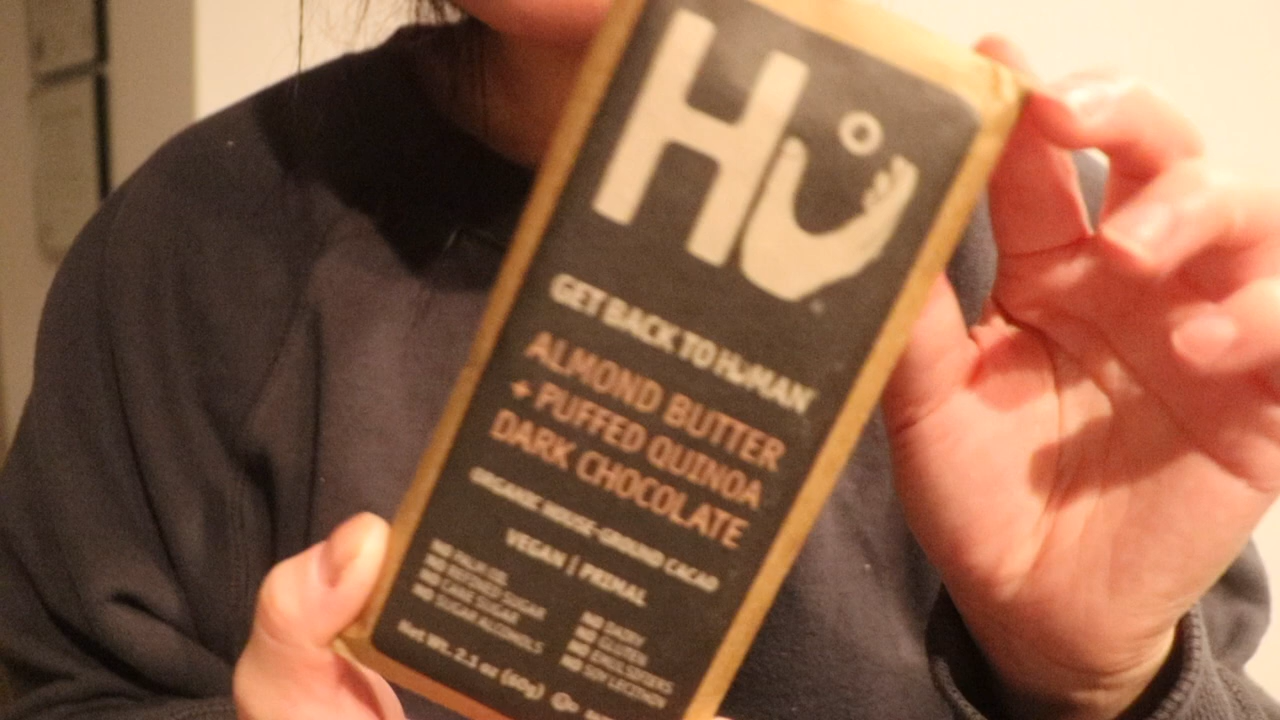 Hu
GET BACK TO HUMAN
ALMOND BUTTER
+ PUFFED QUINOA
DARK CHOCOLATE
ORGANIC HOUSE-GROUND CACAO
VEGAN | PRIMAL
NO PALM OIL
NO REFINED SUGAR
NO CANE SUGAR
NO SUGAR ALCOHOLS
NO DAIRY
NO GLUTEN
NO EMULSIFIERS
NO SOY LECITHIN
Net Wt. 2.1 oz (60g)